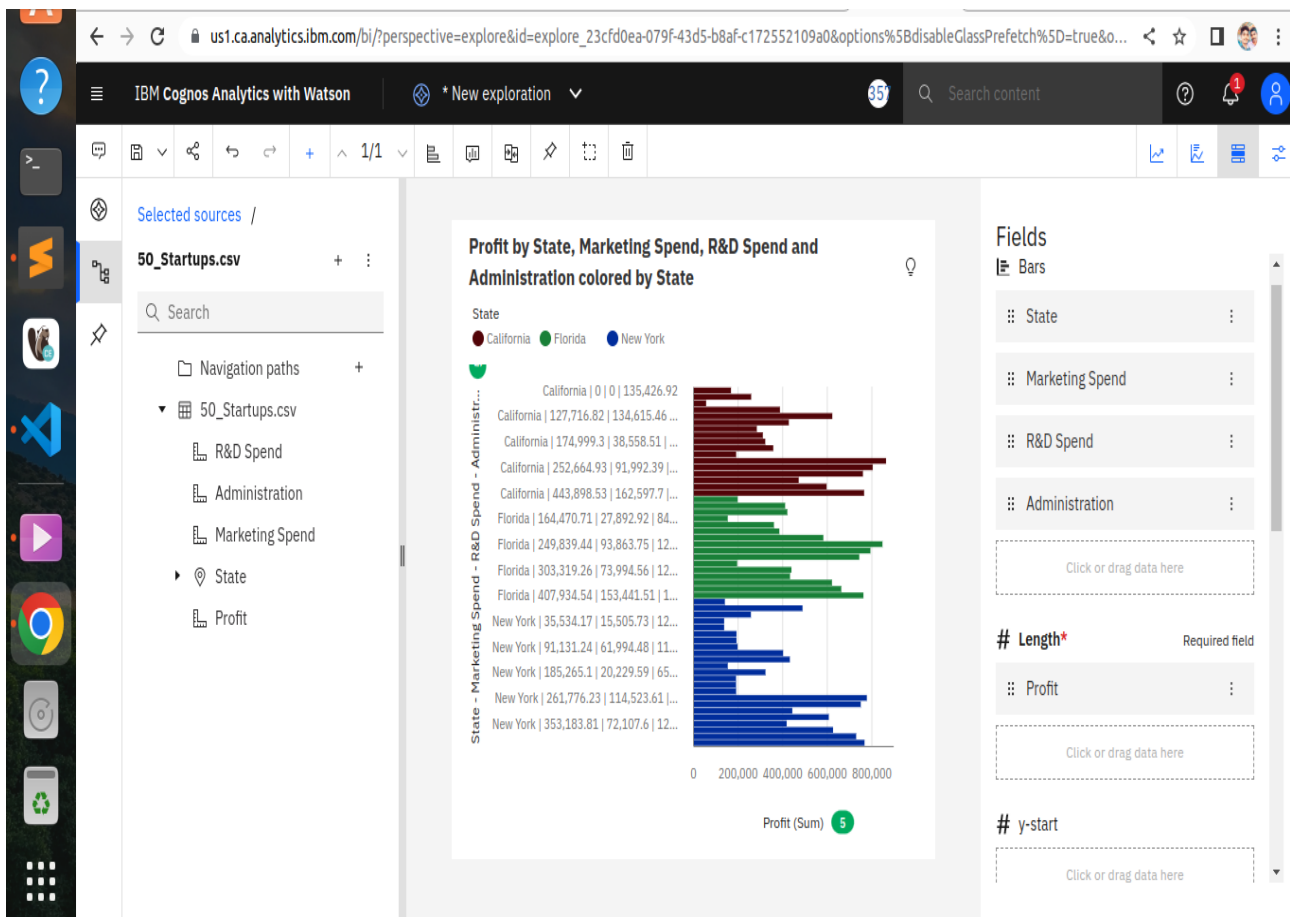 us1.ca.analytics.ibm.com/bi/?perspective=explore&id=explore_23cfd0ea-079f-43d5-b8af-c172552109a0&options%5BdisableGlassPrefetch%5D=true&o...
IBM Cognos Analytics with Watson
* New exploration
357
Search content
1
1/1
Selected sources /
50_Startups.csv
Search
Navigation paths
50_Startups.csv
R&D Spend
Administration
Marketing Spend
State
Profit
Profit by State, Marketing Spend, R&D Spend and
Administration colored by State
State
California
Florida
New York
State - Marketing Spend - R&D Spend - Administr...
California | 0 | 0 | 135,426.92
California | 127,716.82 | 134,615.46 ...
California | 174,999.3 | 38,558.51 | ...
California | 252,664.93 | 91,992.39 |...
California | 443,898.53 | 162,597.7 |...
Florida | 164,470.71 | 27,892.92 | 84...
Florida | 249,839.44 | 93,863.75 | 12...
Florida | 303,319.26 | 73,994.56 | 12...
Florida | 407,934.54 | 153,441.51 | 1...
New York | 35,534.17 | 15,505.73 | 12...
New York | 91,131.24 | 61,994.48 | 11...
New York | 185,265.1 | 20,229.59 | 65...
New York | 261,776.23 | 114,523.61 |...
New York | 353,183.81 | 72,107.6 | 12...
0 200,000 400,000 600,000 800,000
Profit (Sum) 5
Fields
Bars
State
Marketing Spend
R&D Spend
Administration
Click or drag data here
# Length* Required field
Profit
Click or drag data here
# y-start
Click or drag data here